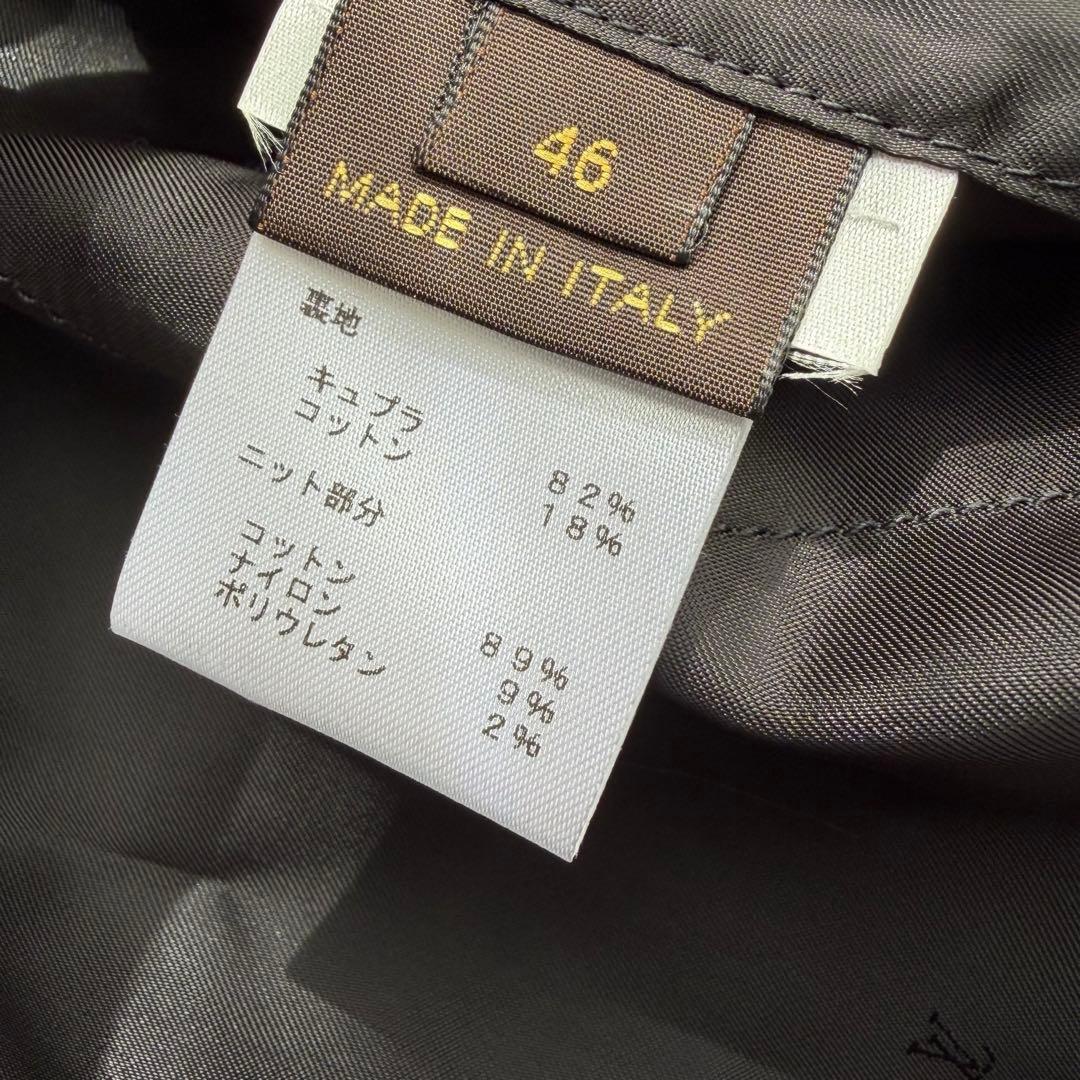 46
MADE IN ITALY
裏地
キュプラ 82%
コットン 18%
ニット部分
コットン 89%
ナイロン 9%
ポリウレタン 2%
LV